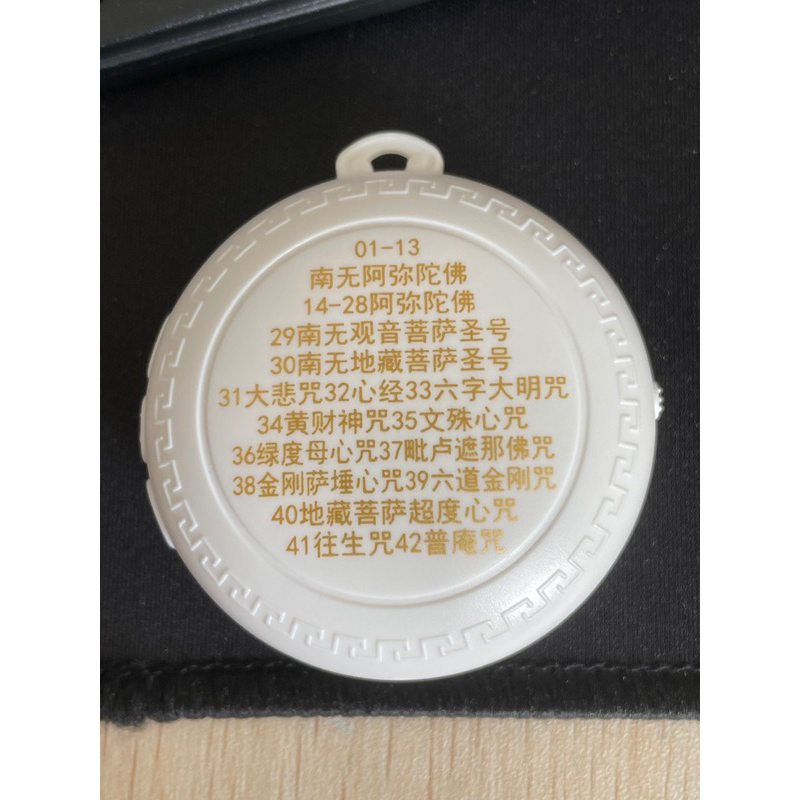 01-13
南无阿弥陀佛
14-28阿弥陀佛
29南无观音菩萨圣号
30南无地藏菩萨圣号
31大悲咒32心经33六字大明咒
34黄财神咒35文殊心咒
36绿度母心咒37毗卢遮那佛咒
38金刚萨埵心咒39六道金刚咒
40地藏菩萨超度心咒
41往生咒42普庵咒